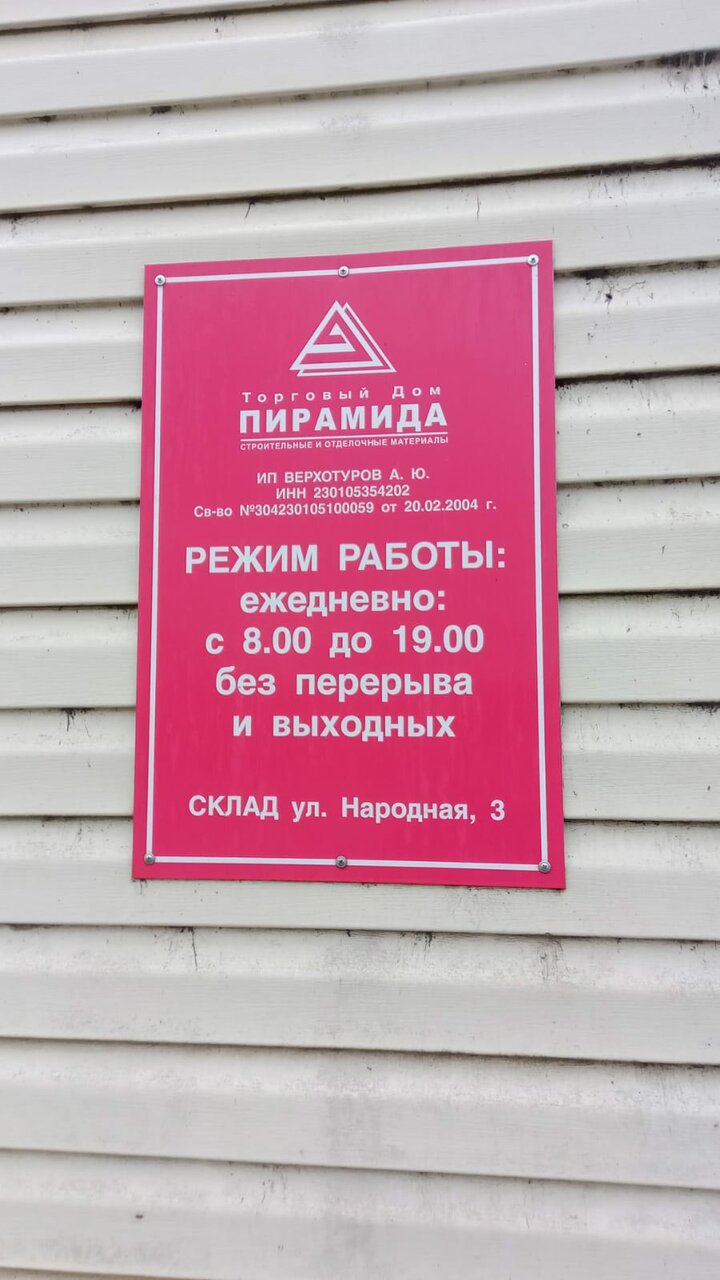 Торговый Дом
ПИРАМИДА
СТРОИТЕЛЬНЫЕ И ОТДЕЛОЧНЫЕ МАТЕРИАЛЫ
ИП ВЕРХОТУРОВ А. Ю.
ИНН 230105354202
Св-во №304230105100059 от 20.02.2004 г.
РЕЖИМ РАБОТЫ:
ежедневно:
с 8.00 до 19.00
без перерыва
и выходных
СКЛАД ул. Народная, 3